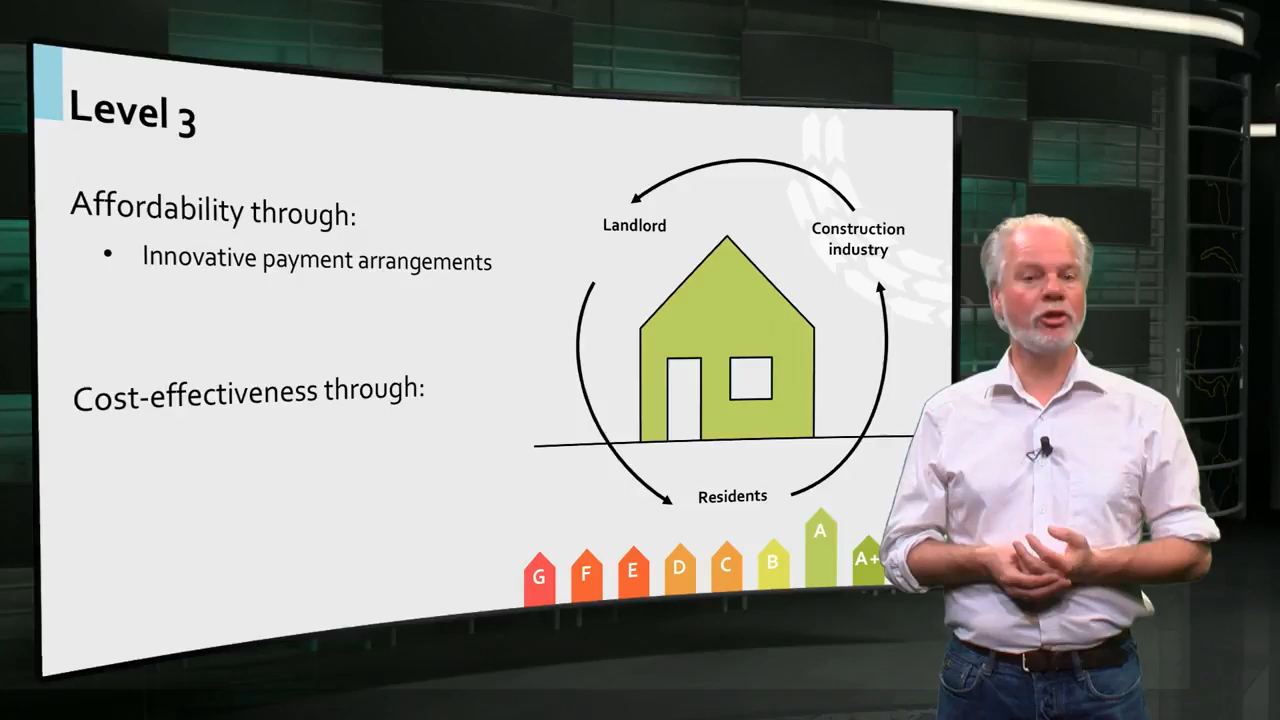 Level 3
Affordability through:
• Innovative payment arrangements
Cost-effectiveness through:
Landlord
Construction
industry
Residents
G
F
E
D
C
B
A
A+